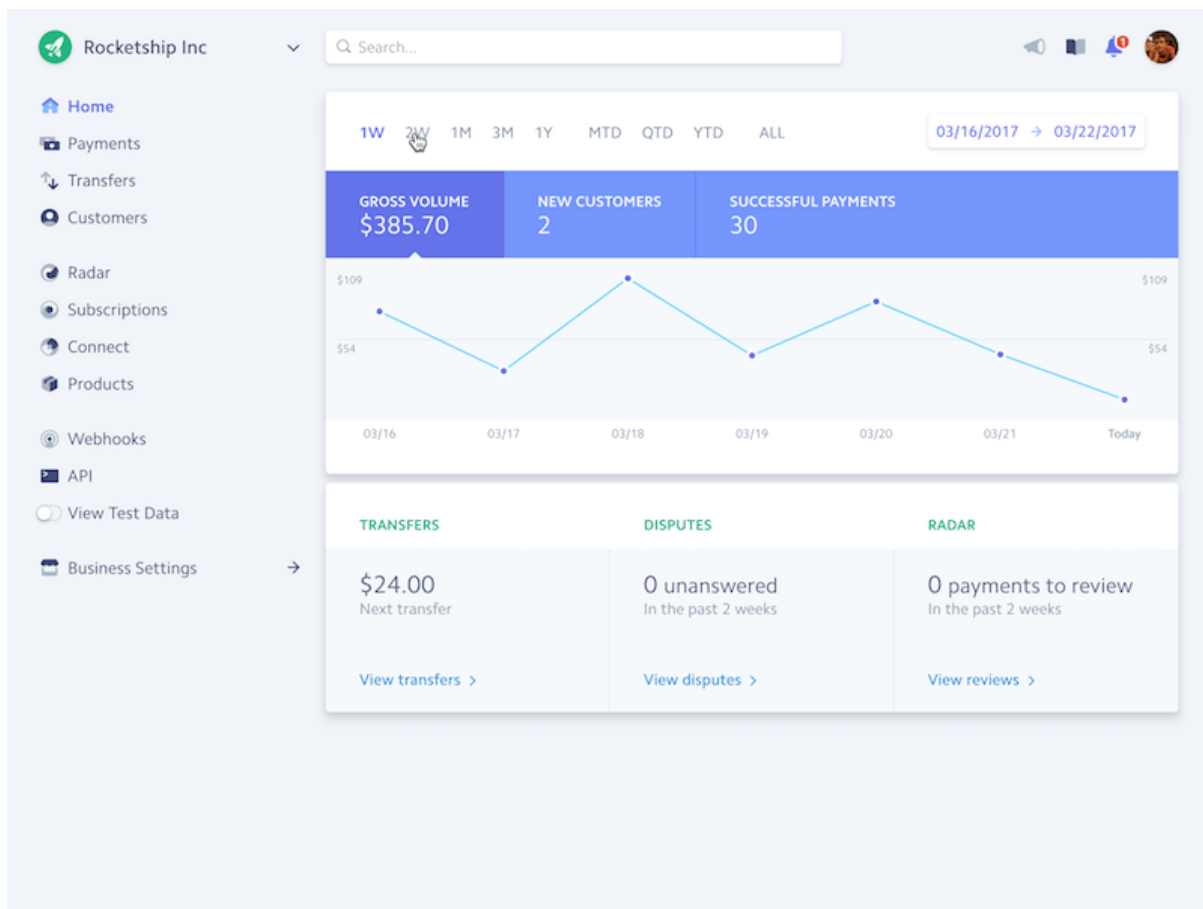 Rocketship Inc
Search...
1
Home
Payments
Transfers
Customers
Radar
Subscriptions
Connect
Products
Webhooks
API
View Test Data
Business Settings
1W 2W 1M 3M 1Y MTD QTD YTD ALL
03/16/2017 → 03/22/2017
GROSS VOLUME
$385.70
NEW CUSTOMERS
2
SUCCESSFUL PAYMENTS
30
$109 $109
$54 $54
03/16 03/17 03/18 03/19 03/20 03/21 Today
TRANSFERS
$24.00
Next transfer
View transfers >
DISPUTES
0 unanswered
In the past 2 weeks
View disputes >
RADAR
0 payments to review
In the past 2 weeks
View reviews >